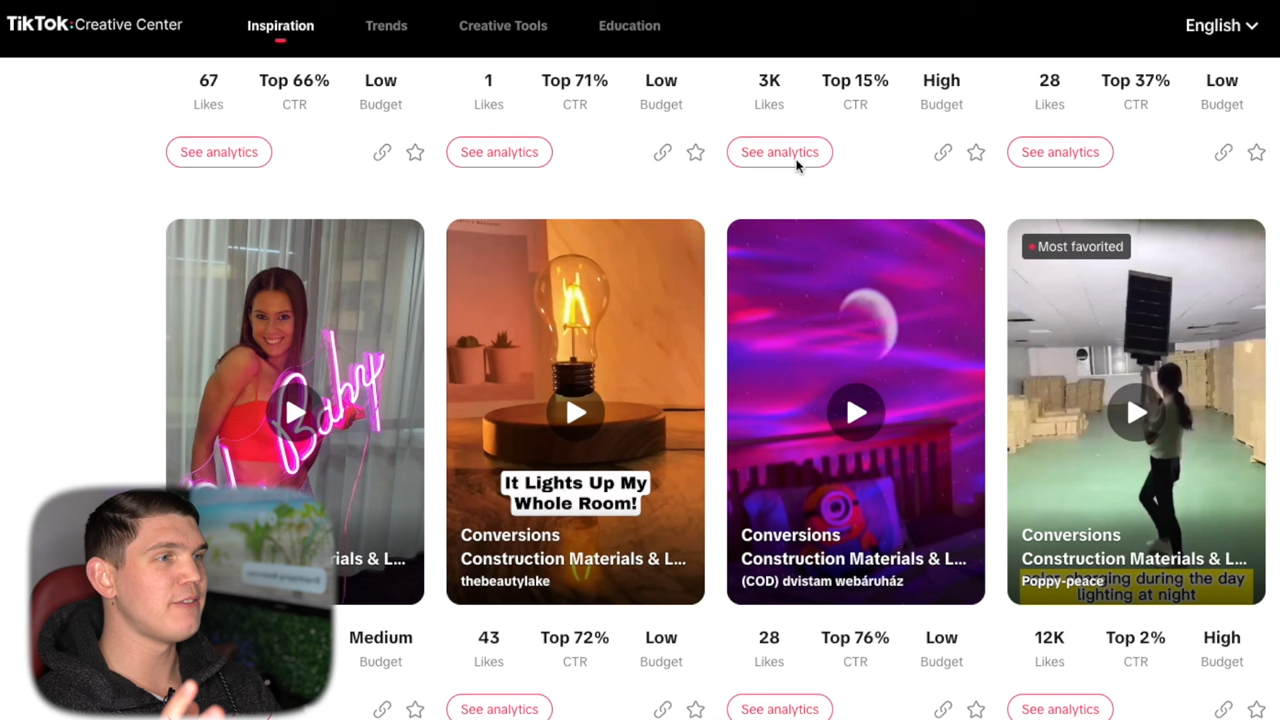 TikTok:Creative Center
Inspiration
Trends
Creative Tools
Education
English
67
Top 66%
Low
Likes
CTR
Budget
1
Top 71%
Low
Likes
CTR
Budget
3K
Top 15%
High
Likes
CTR
Budget
28
Top 37%
Low
Likes
CTR
Budget
See analytics
See analytics
See analytics
See analytics
Baby
rials & L...
It Lights Up My
Whole Room!
Conversions
Construction Materials & L...
thebeautylake
Conversions
Construction Materials & L...
(COD) dvistam webáruház
Most favorited
Conversions
Construction Materials & L...
Poppy-peace
charging during the day
lighting at night
Medium
Budget
43
Top 72%
Low
Likes
CTR
Budget
28
Top 76%
Low
Likes
CTR
Budget
12K
Top 2%
High
Likes
CTR
Budget
See analytics
See analytics
See analytics